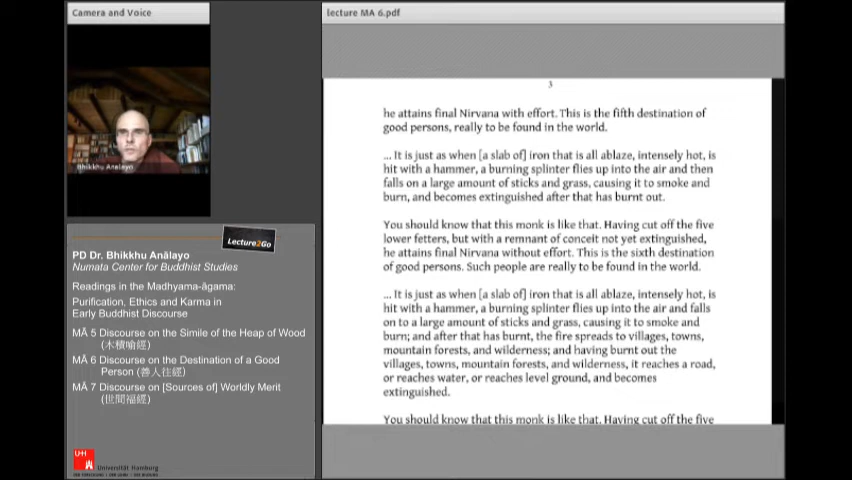 Camera and Voice
Bhikkhu Anālayo
Lecture2Go
PD Dr. Bhikkhu Anālayo
Numata Center for Buddhist Studies
Readings in the Madhyama-āgama:
Purification, Ethics and Karma in
Early Buddhist Discourse
MĀ 5 Discourse on the Simile of the Heap of Wood
(木積喻經)
MĀ 6 Discourse on the Destination of a Good
Person (善人往經)
MĀ 7 Discourse on [Sources of] Worldly Merit
(世間福經)
UH
Universität Hamburg
lecture MA 6.pdf
3
he attains final Nirvana with effort. This is the fifth destination of
good persons, really to be found in the world.
... It is just as when [a slab of] iron that is all ablaze, intensely hot, is
hit with a hammer, a burning splinter flies up into the air and then
falls on a large amount of sticks and grass, causing it to smoke and
burn, and becomes extinguished after that has burnt out.
You should know that this monk is like that. Having cut off the five
lower fetters, but with a remnant of conceit not yet extinguished,
he attains final Nirvana without effort. This is the sixth destination
of good persons. Such people are really to be found in the world.
... It is just as when [a slab of] iron that is all ablaze, intensely hot, is
hit with a hammer, a burning splinter flies up into the air and falls
on to a large amount of sticks and grass, causing it to smoke and
burn; and after that has burnt, the fire spreads to villages, towns,
mountain forests, and wilderness; and having burnt out the
villages, towns, mountain forests, and wilderness, it reaches a road,
or reaches water, or reaches level ground, and becomes
extinguished.
You should know that this monk is like that. Having cut off the five